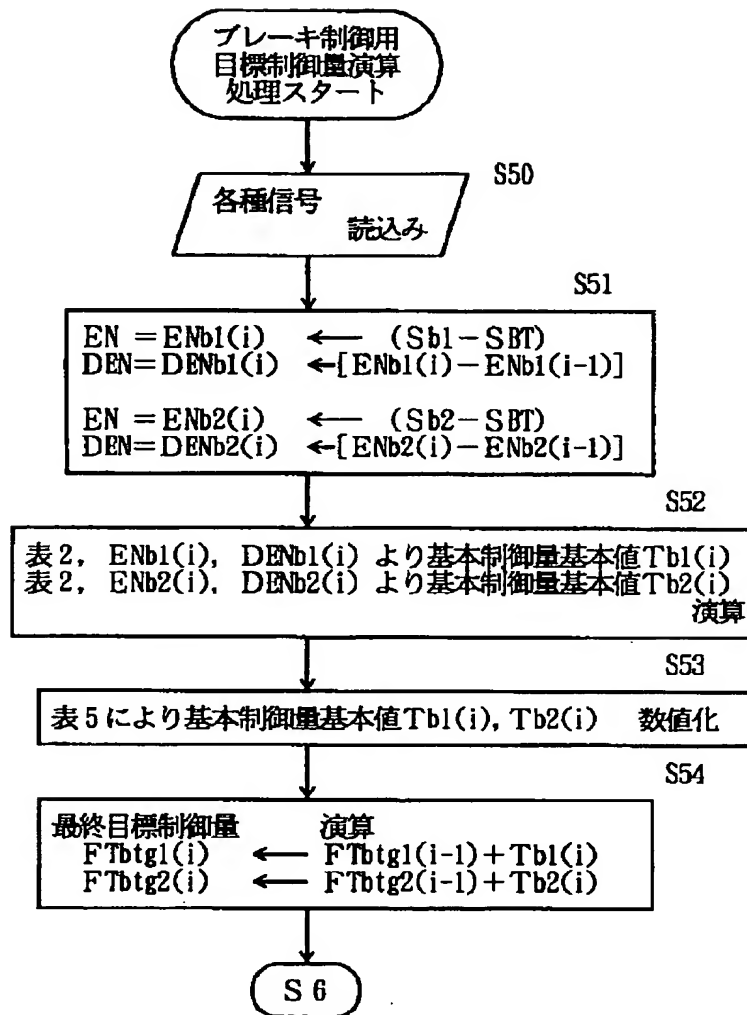 ブレーキ制御用
目標制御量演算
処理スタート
S50
各種信号
読込み
S51
EN =ENb1(i) ← (Sb1-SBT)
DEN=DENb1(i) ←[ENb1(i)-ENb1(i-1)]
EN =ENb2(i) ← (Sb2-SBT)
DEN=DENb2(i) ←[ENb2(i)-ENb2(i-1)]
S52
表2, ENb1(i), DENb1(i) より基本制御量基本値Tb1(i)
表2, ENb2(i), DENb2(i) より基本制御量基本値Tb2(i)
演算
S53
表5により基本制御量基本値Tb1(i), Tb2(i) 数値化
S54
最終目標制御量 演算
FTbtg1(i) ← FTbtg1(i-1)+Tb1(i)
FTbtg2(i) ← FTbtg2(i-1)+Tb2(i)
S6